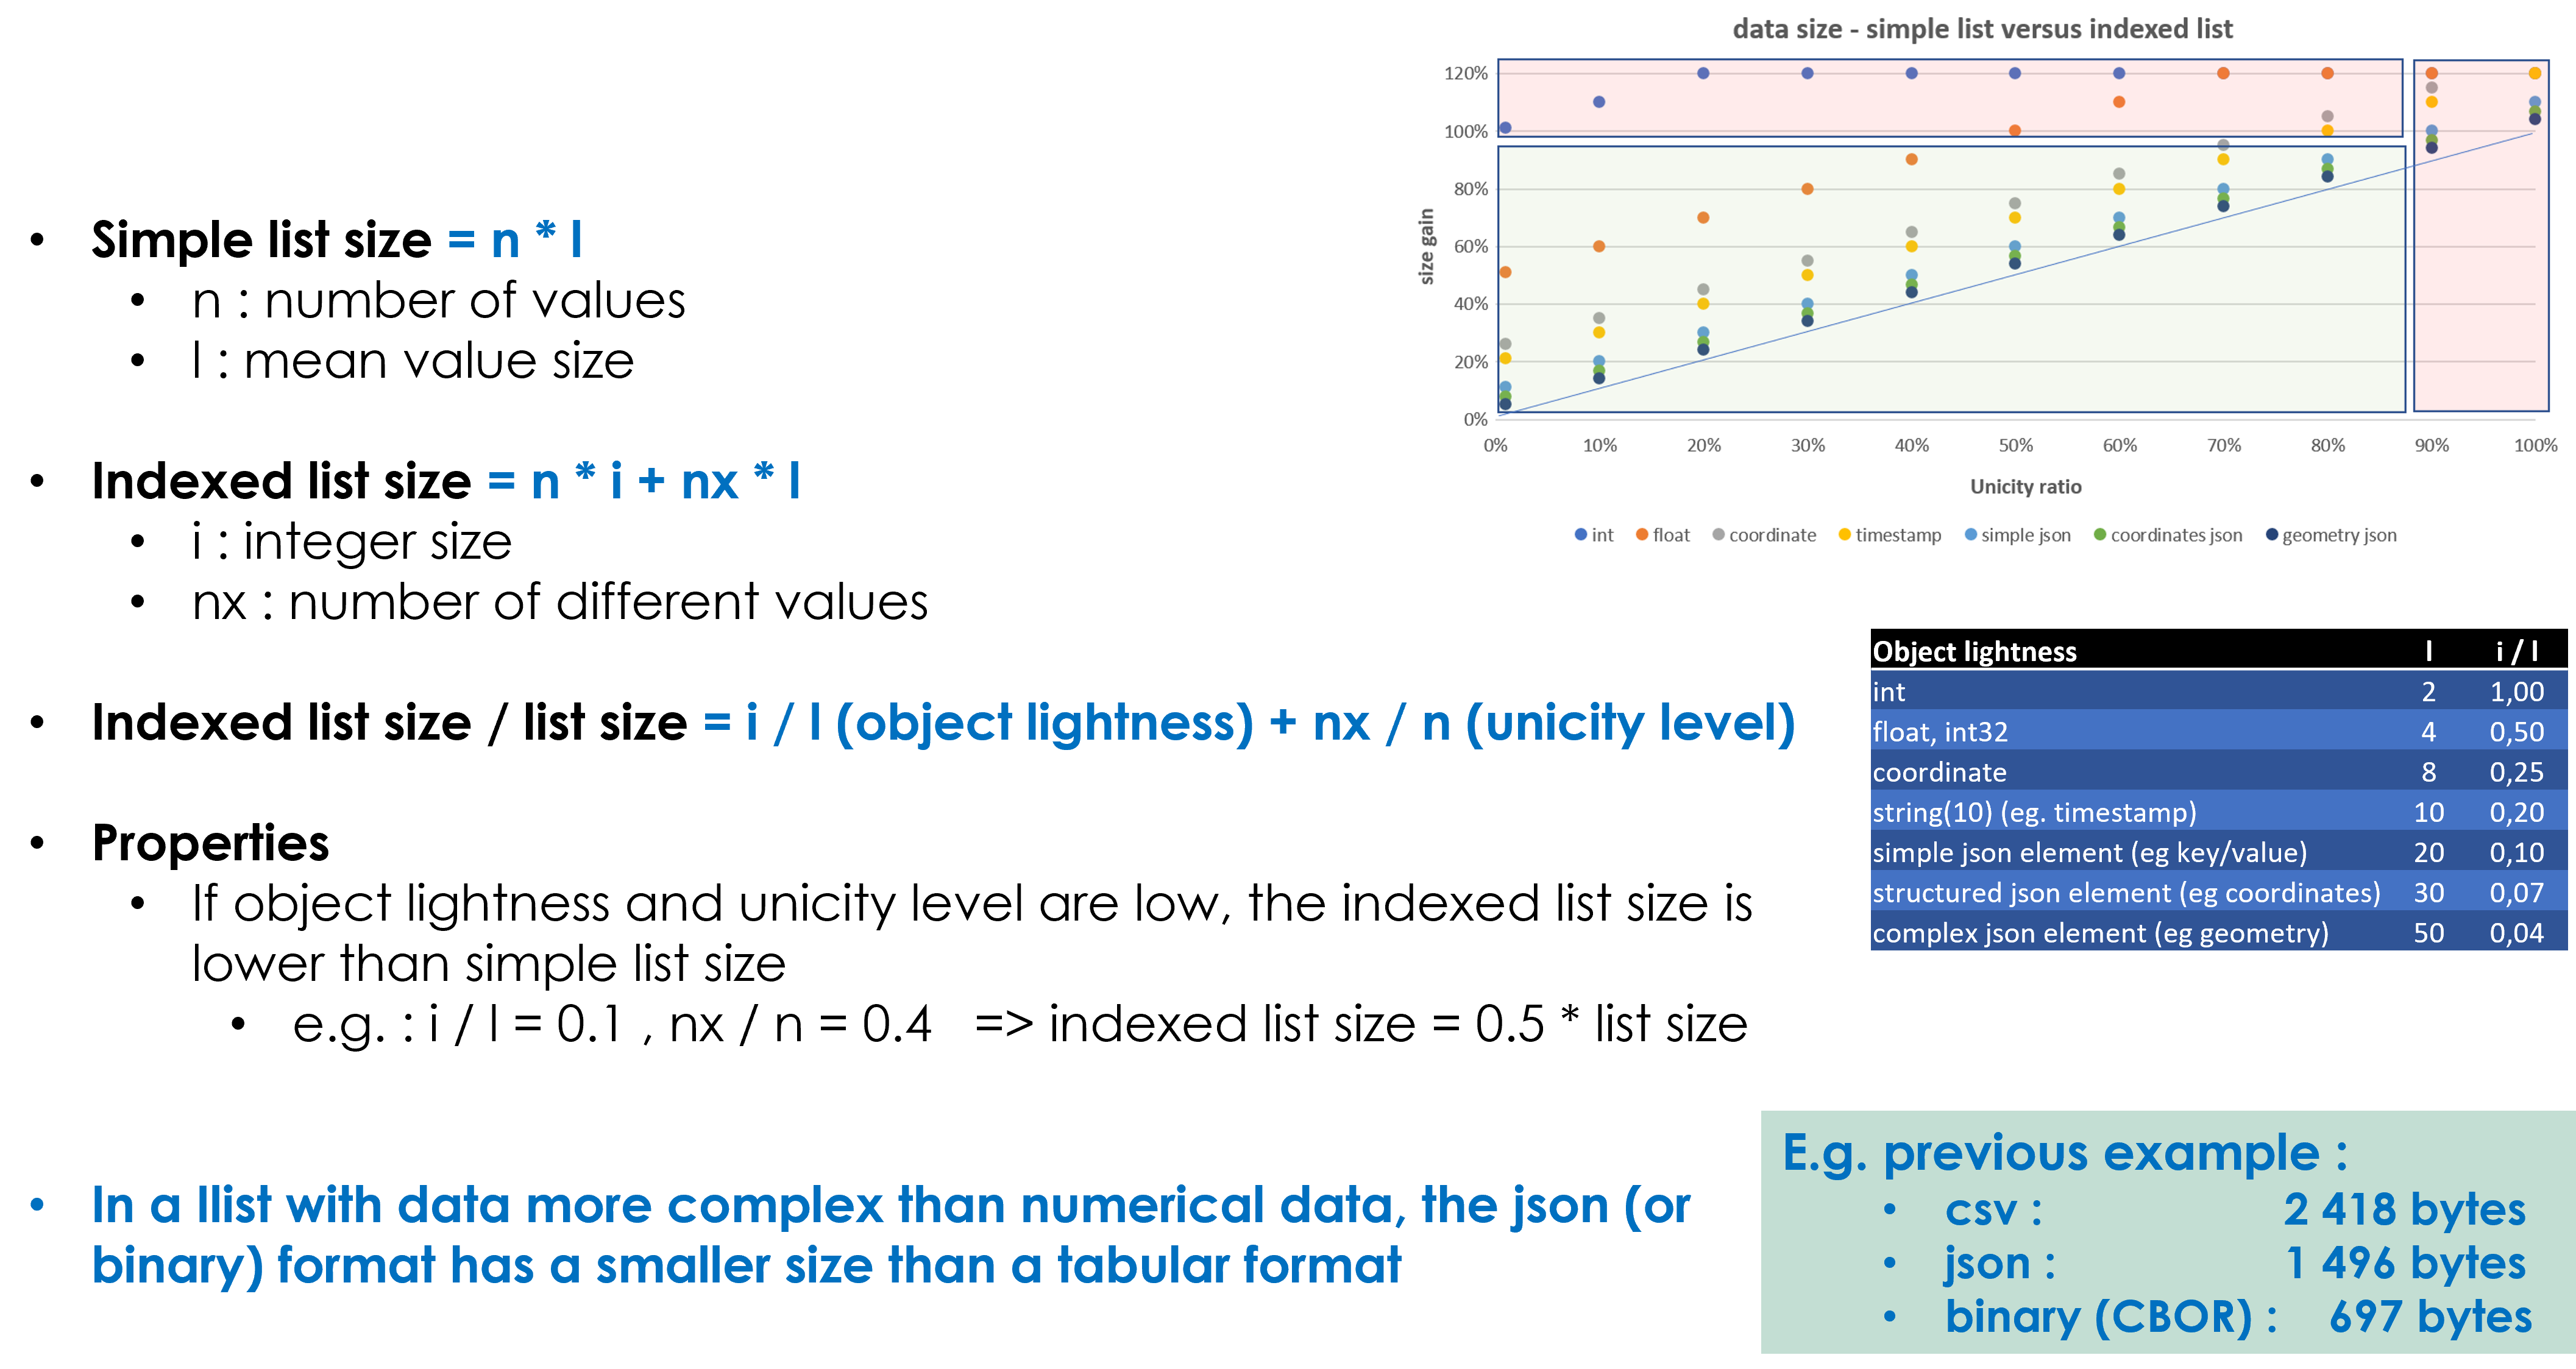 • Simple list size = n * l
• n : number of values
• l : mean value size
• Indexed list size = n * i + nx * l
• i : integer size
• nx : number of different values
• Indexed list size / list size = i / l (object lightness) + nx / n (unicity level)
• Properties
• If object lightness and unicity level are low, the indexed list size is
lower than simple list size
• e.g. : i / l = 0.1 , nx / n = 0.4 => indexed list size = 0.5 * list size
• In a Ilist with data more complex than numerical data, the json (or
binary) format has a smaller size than a tabular format
data size - simple list versus indexed list
120%
100%
80%
60%
40%
20%
0%
size gain
0% 10% 20% 30% 40% 50% 60% 70% 80% 90% 100%
Unicity ratio
int float coordinate timestamp simple json coordinates json geometry json
Object lightness l i / l
int 2 1,00
float, int32 4 0,50
coordinate 8 0,25
string(10) (eg. timestamp) 10 0,20
simple json element (eg key/value) 20 0,10
structured json element (eg coordinates) 30 0,07
complex json element (eg geometry) 50 0,04
E.g. previous example :
• csv : 2 418 bytes
• json : 1 496 bytes
• binary (CBOR) : 697 bytes